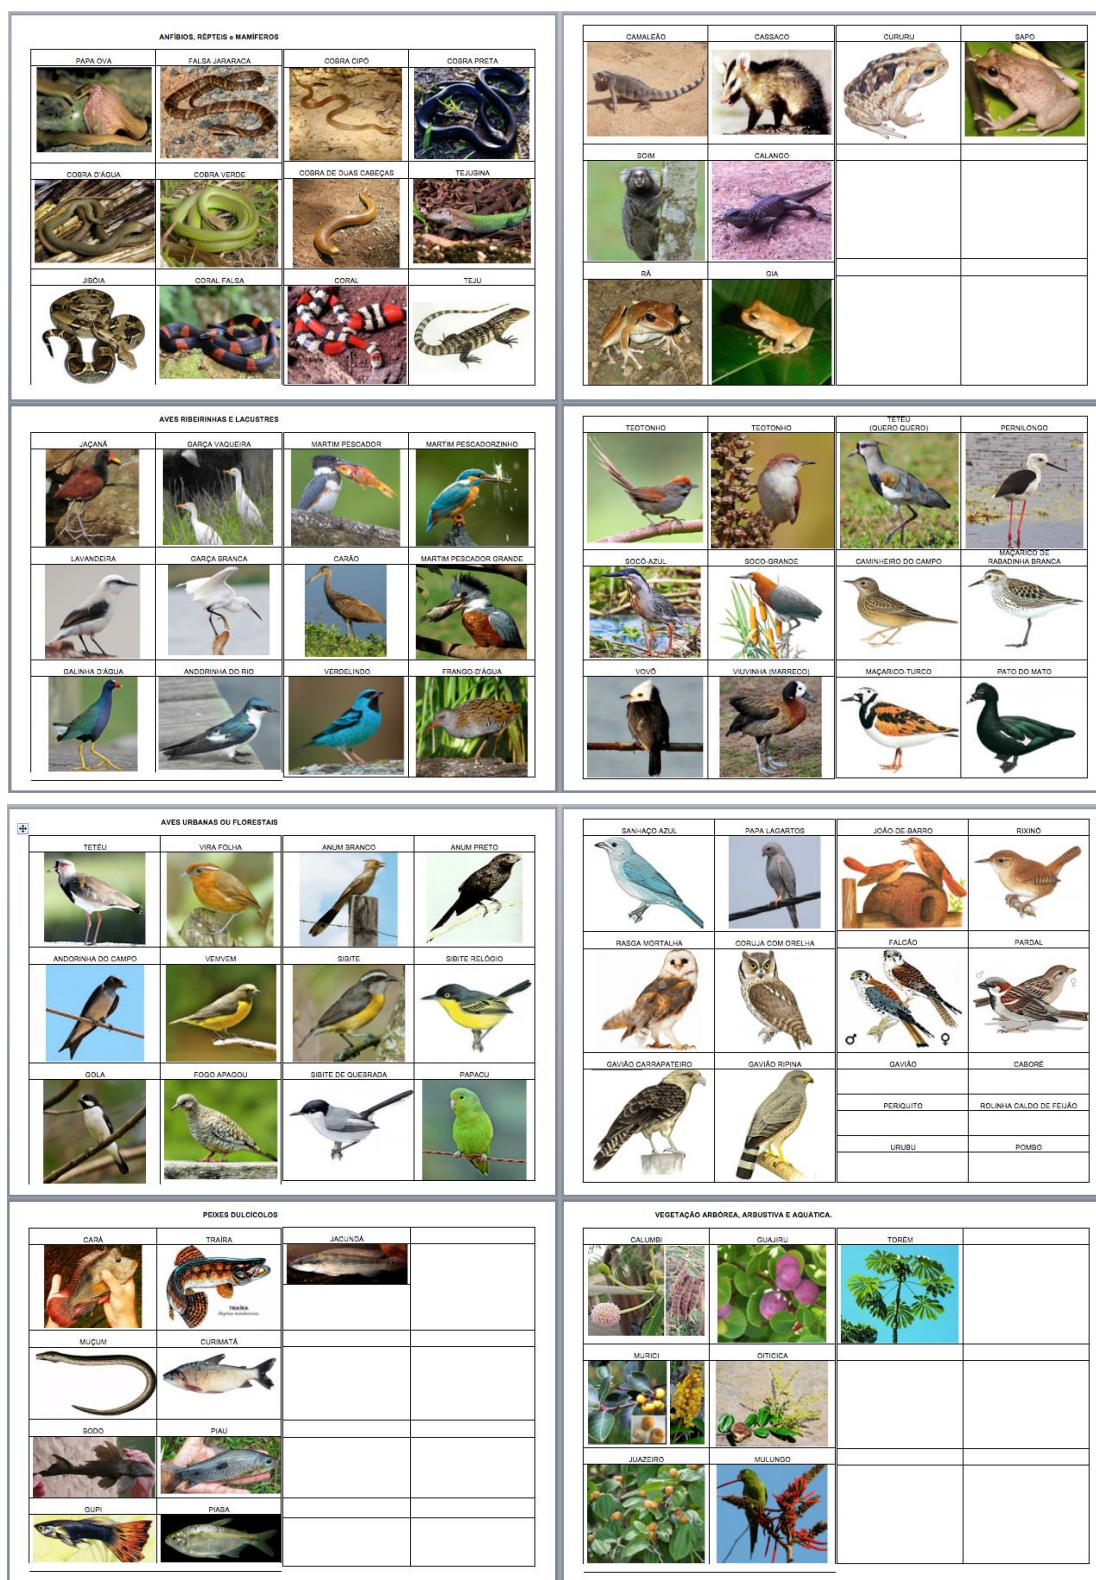 ANFÍBIOS, RÉPTEIS e MAMÍFEROS
PAPA OVA FALSA JARARACA COBRA CIPÓ COBRA PRETA
COBRA D'ÁGUA COBRA VERDE COBRA DE DUAS CABEÇAS TEJUBINA
JIBÓIA CORAL FALSA CORAL TEJU
CAMALEÃO CASSACO CURURU SAPO
SOIM CALANGO
RÃ GIA
AVES RIBEIRINHAS E LACUSTRES
JAÇANÃ GARÇA VAQUEIRA MARTIM PESCADOR MARTIM PESCADORZINHO
LAVANDEIRA GARÇA BRANCA CARÃO MARTIM PESCADOR GRANDE
GALINHA D'ÁGUA ANDORINHA DO RIO VERDELINDO FRANGO-D'ÁGUA
TEOTONHO TEOTONHO TETÉU
(QUERO QUERO) PERNILONGO
SOCÓ-AZUL SOCO-GRANDE CAMINHEIRO DO CAMPO MAÇARICO DE
RABADINHA BRANCA
VOVÔ VIUVINHA (MARRECO) MAÇARICO-TURCO PATO DO MATO
AVES URBANAS OU FLORESTAIS
TETÉU VIRA FOLHA ANUM BRANCO ANUM PRETO
ANDORINHA DO CAMPO VEMVEM SIBITE SIBITE RELÓGIO
GOLA FOGO APAGOU SIBITE DE QUEBRADA PAPACU
SANHAÇO AZUL PAPA LAGARTOS JOÃO-DE-BARRO RIXINÓ
RASGA MORTALHA CORUJA COM ORELHA FALCÃO PARDAL
♂ ♀ ♂ ♀
GAVIÃO CARRAPATEIRO GAVIÃO RIPINA GAVIÃO CABORÉ
PERIQUITO ROLINHA CALDO DE FEIJÃO
URUBU POMBO
PEIXES DULCÍCOLOS
CARÁ TRAÍRA JACUNDÁ
TRAÍRA
MUÇUM CURIMATÃ
BODO PIAU
GUPI PIABA
VEGETAÇÃO ARBÓREA, ARBUSTIVA E AQUÁTICA.
CALUMBI GUAJIRU TORÉM
MURICI OITICICA
JUAZEIRO MULUNGO